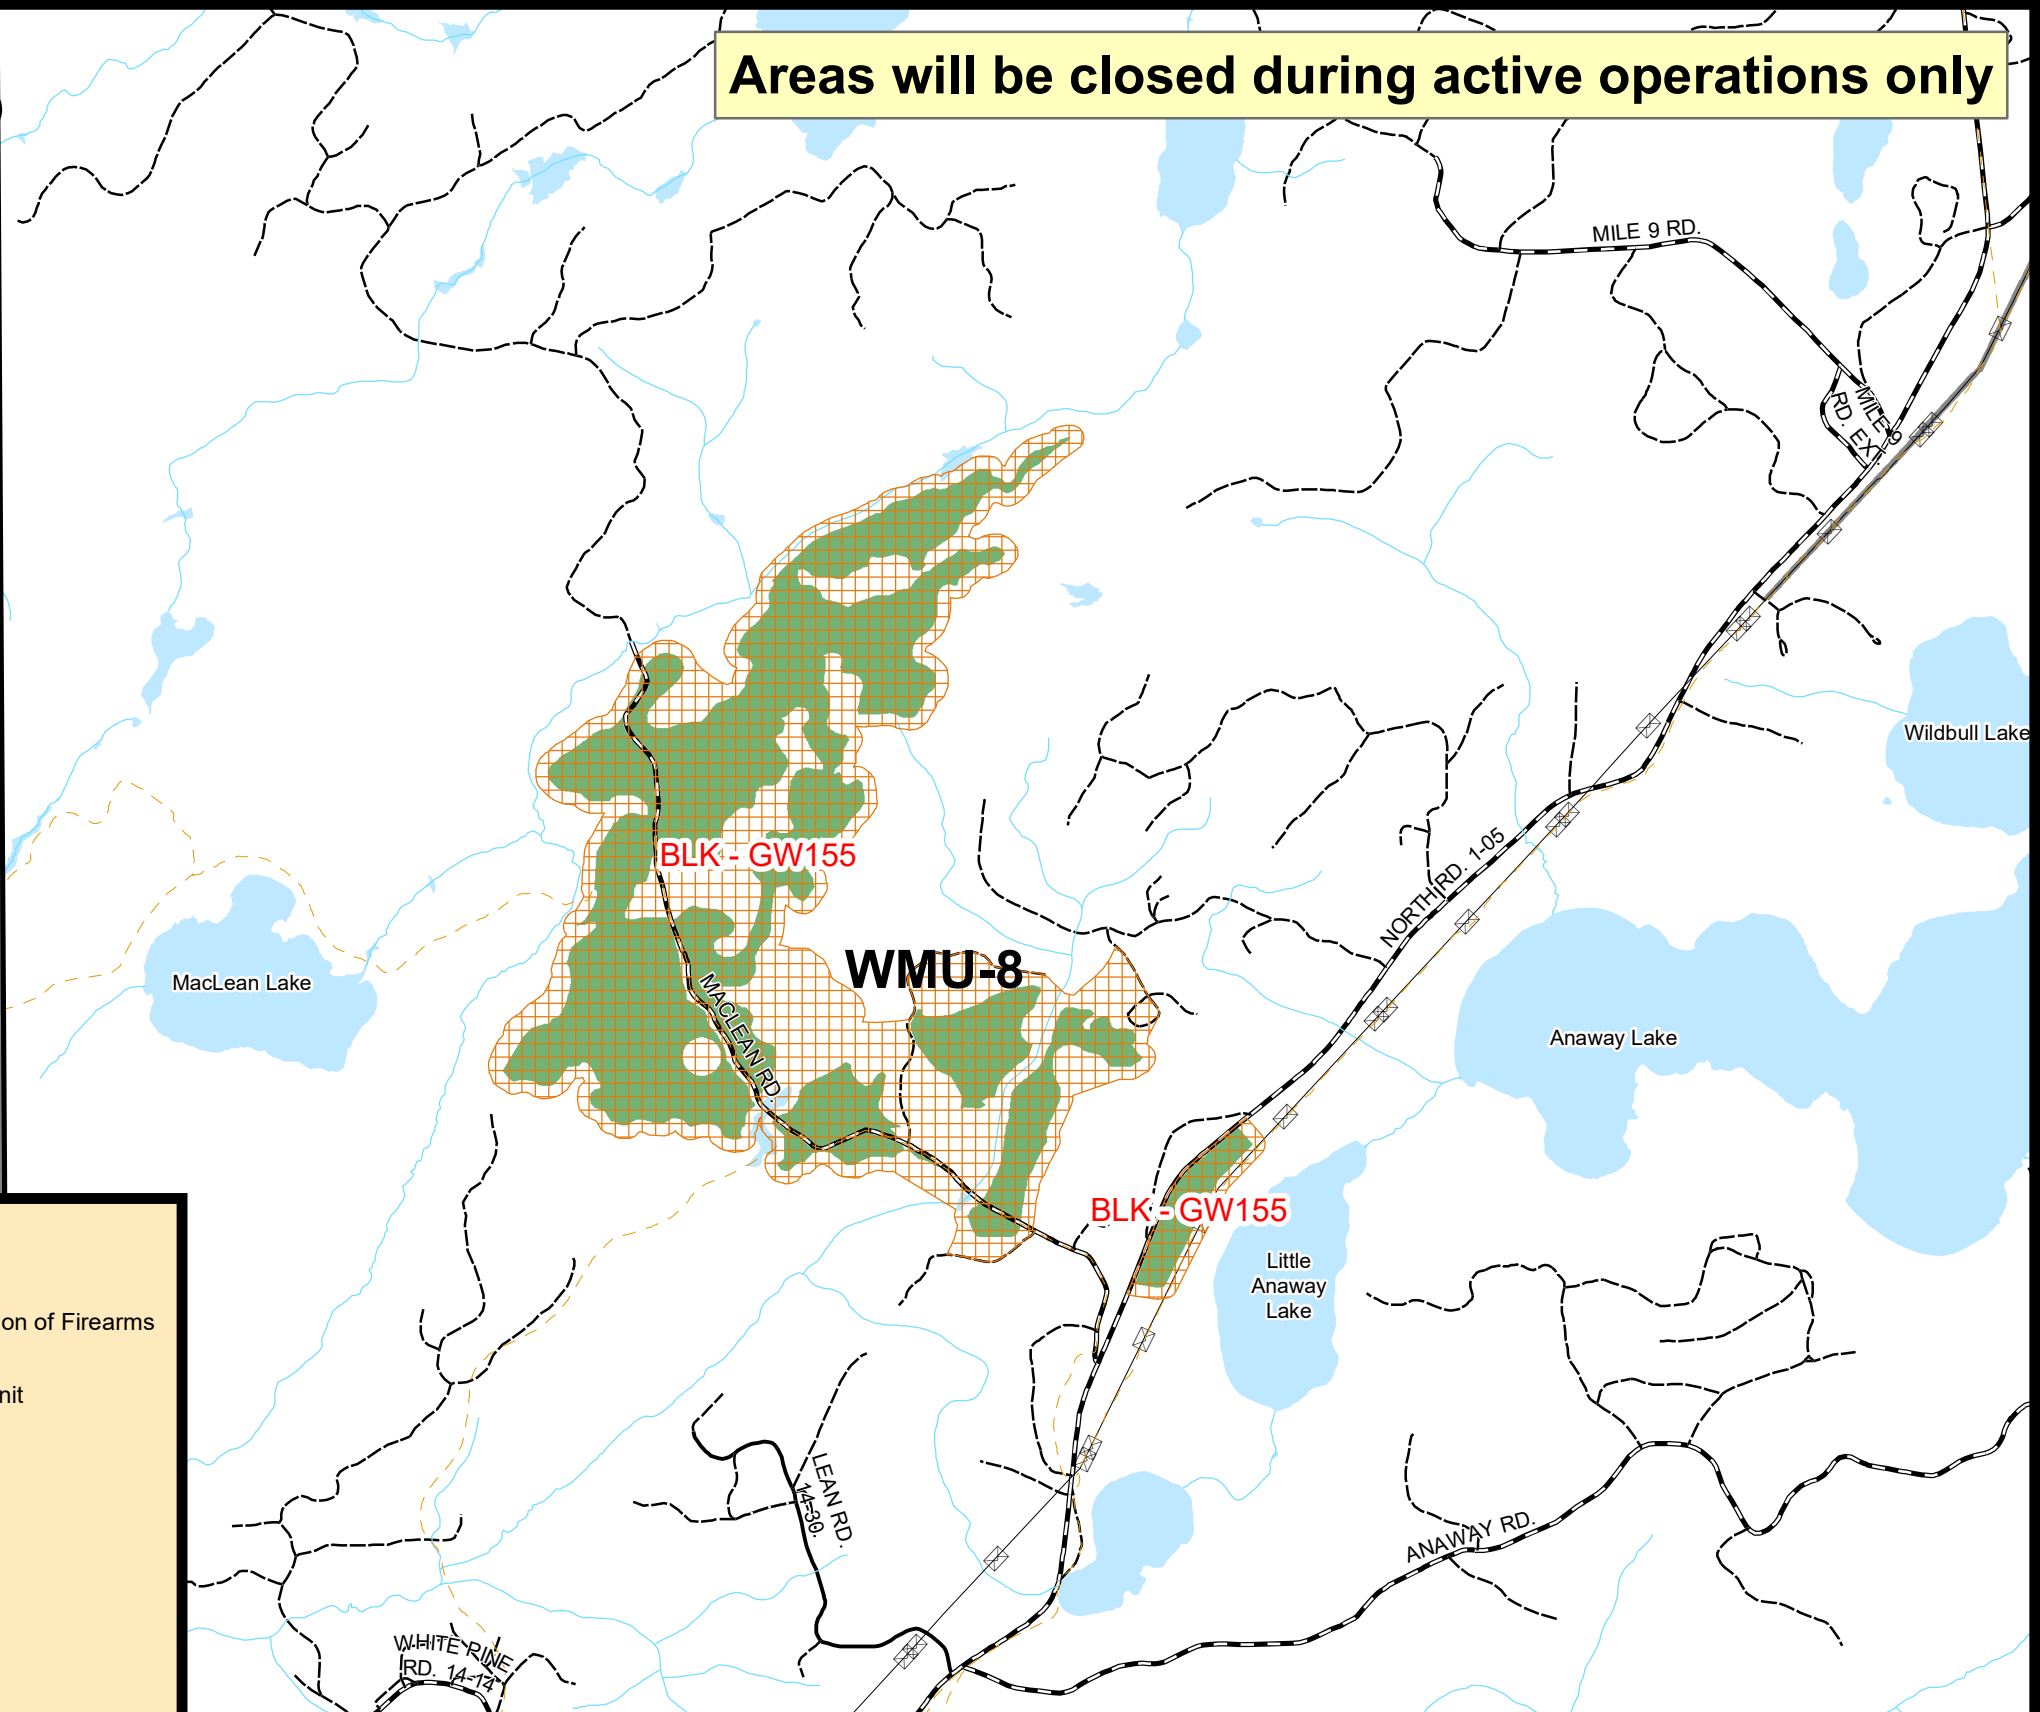 Areas will be closed during active operations only
MILE 9 RD.
MILE 9
RD. EX.
Wildbull Lake
NORTH RD. 1-05
BLK - GW155
WMU-8
MacLean Lake
MACLEAN RD.
Anaway Lake
BLK - GW155
Little
Anaway
Lake
on of Firearms
nit
LEAN RD.
14-30.
ANAWAY RD.
WHITE PINE
RD. 14-14